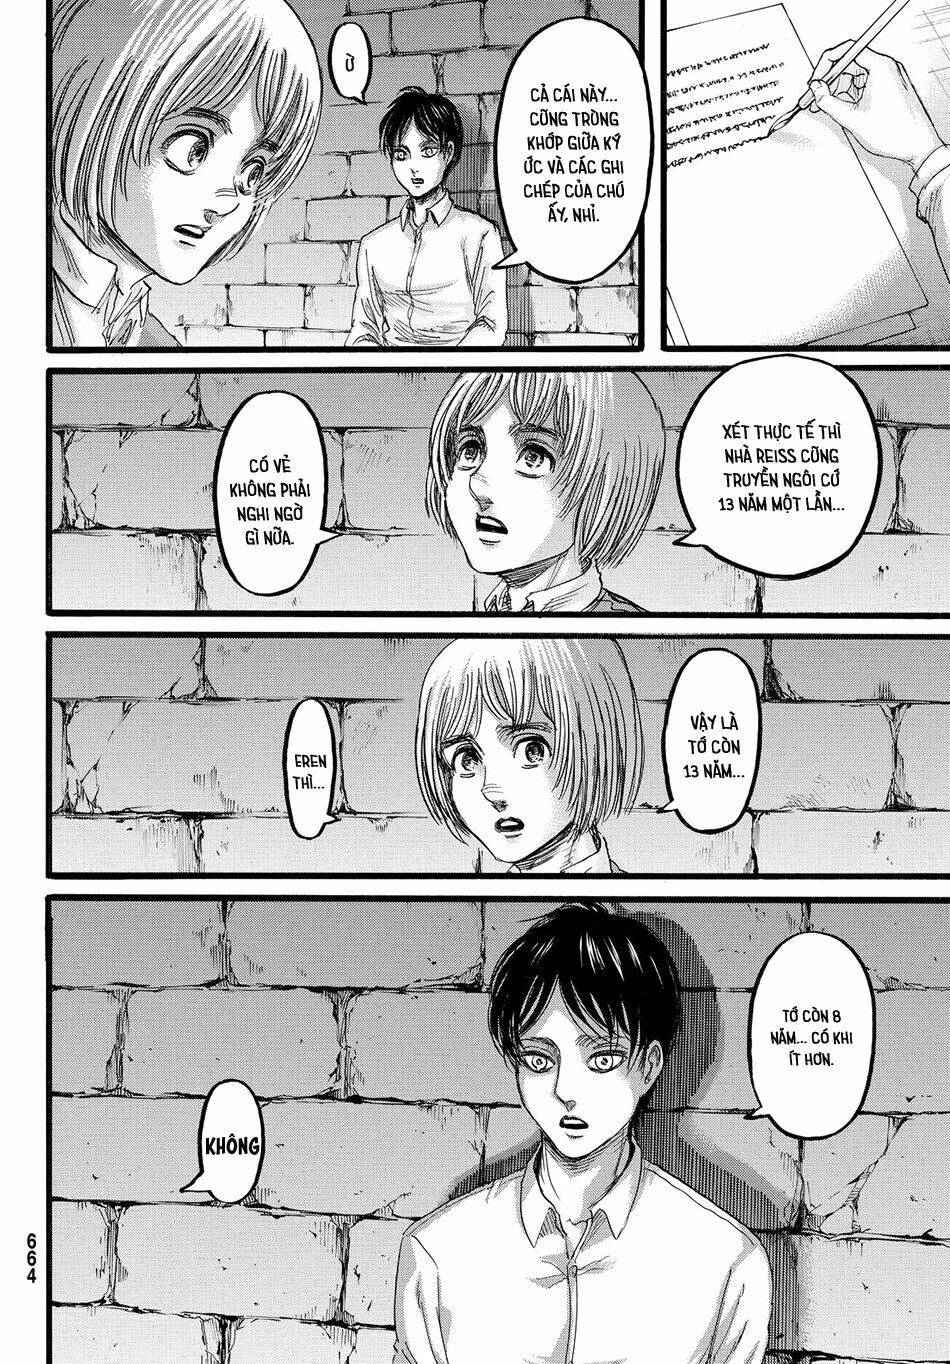 CẢ CÁI NÀY...
CŨNG TRÙNG
KHỚP GIỮA KÝ
ỨC VÀ CÁC GHI
CHÉP CỦA CHÚ
ẤY, NHỈ.
Ừ
XÉT THỰC TẾ THÌ
NHÀ REISS CŨNG
TRUYỀN NGÔI CỨ
13 NĂM MỘT LẦN...
CÓ VẺ
KHÔNG PHẢI
NGHI NGỜ
GÌ NỮA.
VẬY LÀ
TỚ CÒN
13 NĂM...
EREN
THÌ...
TỚ CÒN 8
NĂM... CÓ KHI
ÍT HƠN.
KHÔNG
664